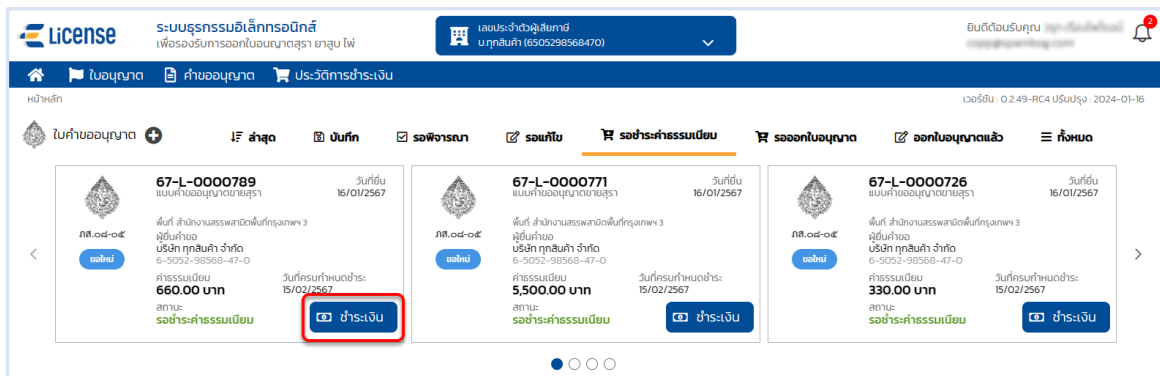 License
ระบบธุรกรรมอิเล็กทรอนิกส์
เพื่อรองรับการออกใบอนุญาตสุรา ยาสูบ ไพ่
เลขประจำตัวผู้เสียภาษี
บ.ทุกสินค้า (6505298568470)
ยินดีต้อนรับคุณ
2
ใบอนุญาต คำขออนุญาต ประวัติการชำระเงิน
หน้าหลัก
เวอร์ชัน : 0.2.49-RC4 ปรับปรุง : 2024-01-16
ใบคำขออนุญาต ล่าสุด บันทึก รอพิจารณา รอแก้ไข รอชำระค่าธรรมเนียม รอออกใบอนุญาต ออกใบอนุญาตแล้ว ทั้งหมด
67-L-0000789 วันที่ยื่น
แบบคำขออนุญาตขายสุรา 16/01/2567
พื้นที่ สำนักงานสรรพสามิตพื้นที่กรุงเทพฯ 3
ภส.๐๘-๐๕
ผู้ยื่นคำขอ
บริษัท ทุกสินค้า จำกัด
ขอใหม่
6-5052-98568-47-0
ค่าธรรมเนียม วันที่ครบกำหนดชำระ
660.00 บาท 15/02/2567
สถานะ
รอชำระค่าธรรมเนียม
ชำระเงิน
67-L-0000771 วันที่ยื่น
แบบคำขออนุญาตขายสุรา 16/01/2567
พื้นที่ สำนักงานสรรพสามิตพื้นที่กรุงเทพฯ 3
ภส.๐๘-๐๕
ผู้ยื่นคำขอ
บริษัท ทุกสินค้า จำกัด
ขอใหม่
6-5052-98568-47-0
ค่าธรรมเนียม วันที่ครบกำหนดชำระ:
5,500.00 บาท 15/02/2567
สถานะ
รอชำระค่าธรรมเนียม
ชำระเงิน
67-L-0000726 วันที่ยื่น
แบบคำขออนุญาตขายสุรา 16/01/2567
พื้นที่ สำนักงานสรรพสามิตพื้นที่กรุงเทพฯ 3
ภส.๐๘-๐๕
ผู้ยื่นคำขอ
บริษัท ทุกสินค้า จำกัด
ขอใหม่
6-5052-98568-47-0
ค่าธรรมเนียม วันที่ครบกำหนดชำระ:
330.00 บาท 15/02/2567
สถานะ:
รอชำระค่าธรรมเนียม
ชำระเงิน